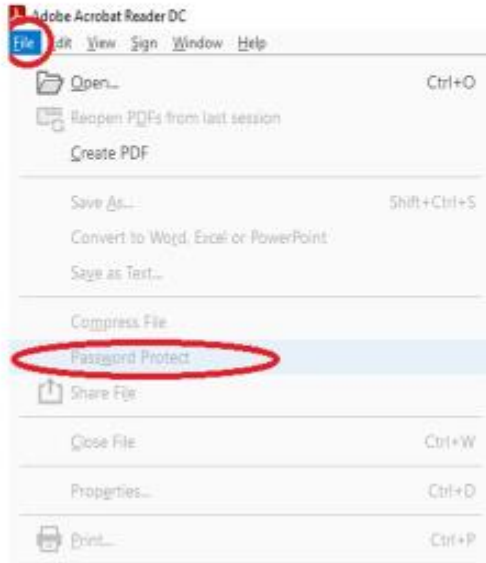 Adobe Acrobat Reader DC
File Edit View Sign Window Help
Open... Ctrl+O
Reopen PDFs from last session
Create PDF
Save As... Shift+Ctrl+S
Convert to Word, Excel or PowerPoint
Save as Text...
Compress File
Password Protect
Share File
Close File Ctrl+W
Properties... Ctrl+D
Print... Ctrl+P